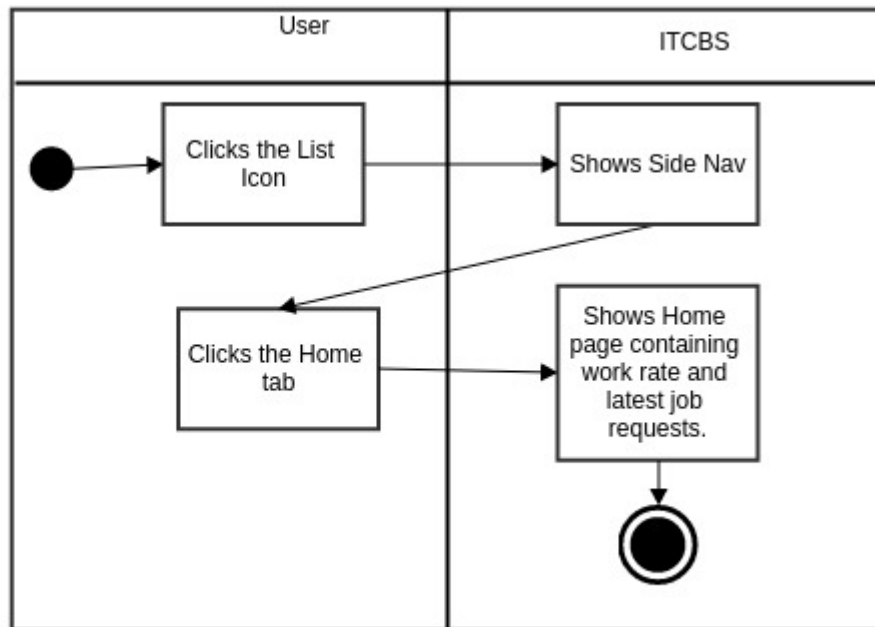 User
ITCBS
Clicks the List
Icon
Shows Side Nav
Clicks the Home
tab
Shows Home
page containing
work rate and
latest job
requests.